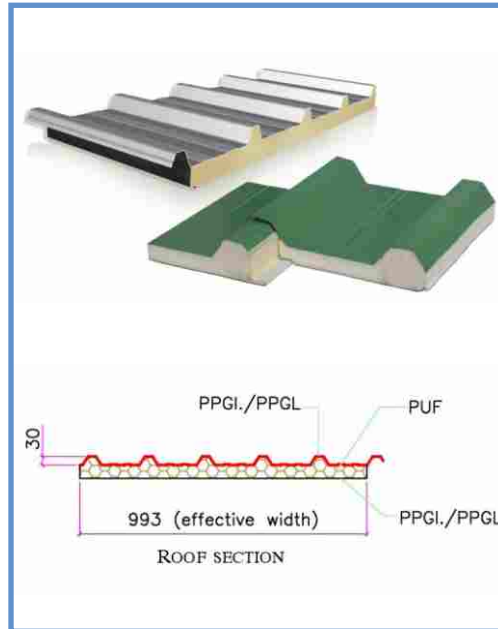 PPGI./PPGL
PUF
30
993 (effective width)
PPGI./PPGL
ROOF SECTION